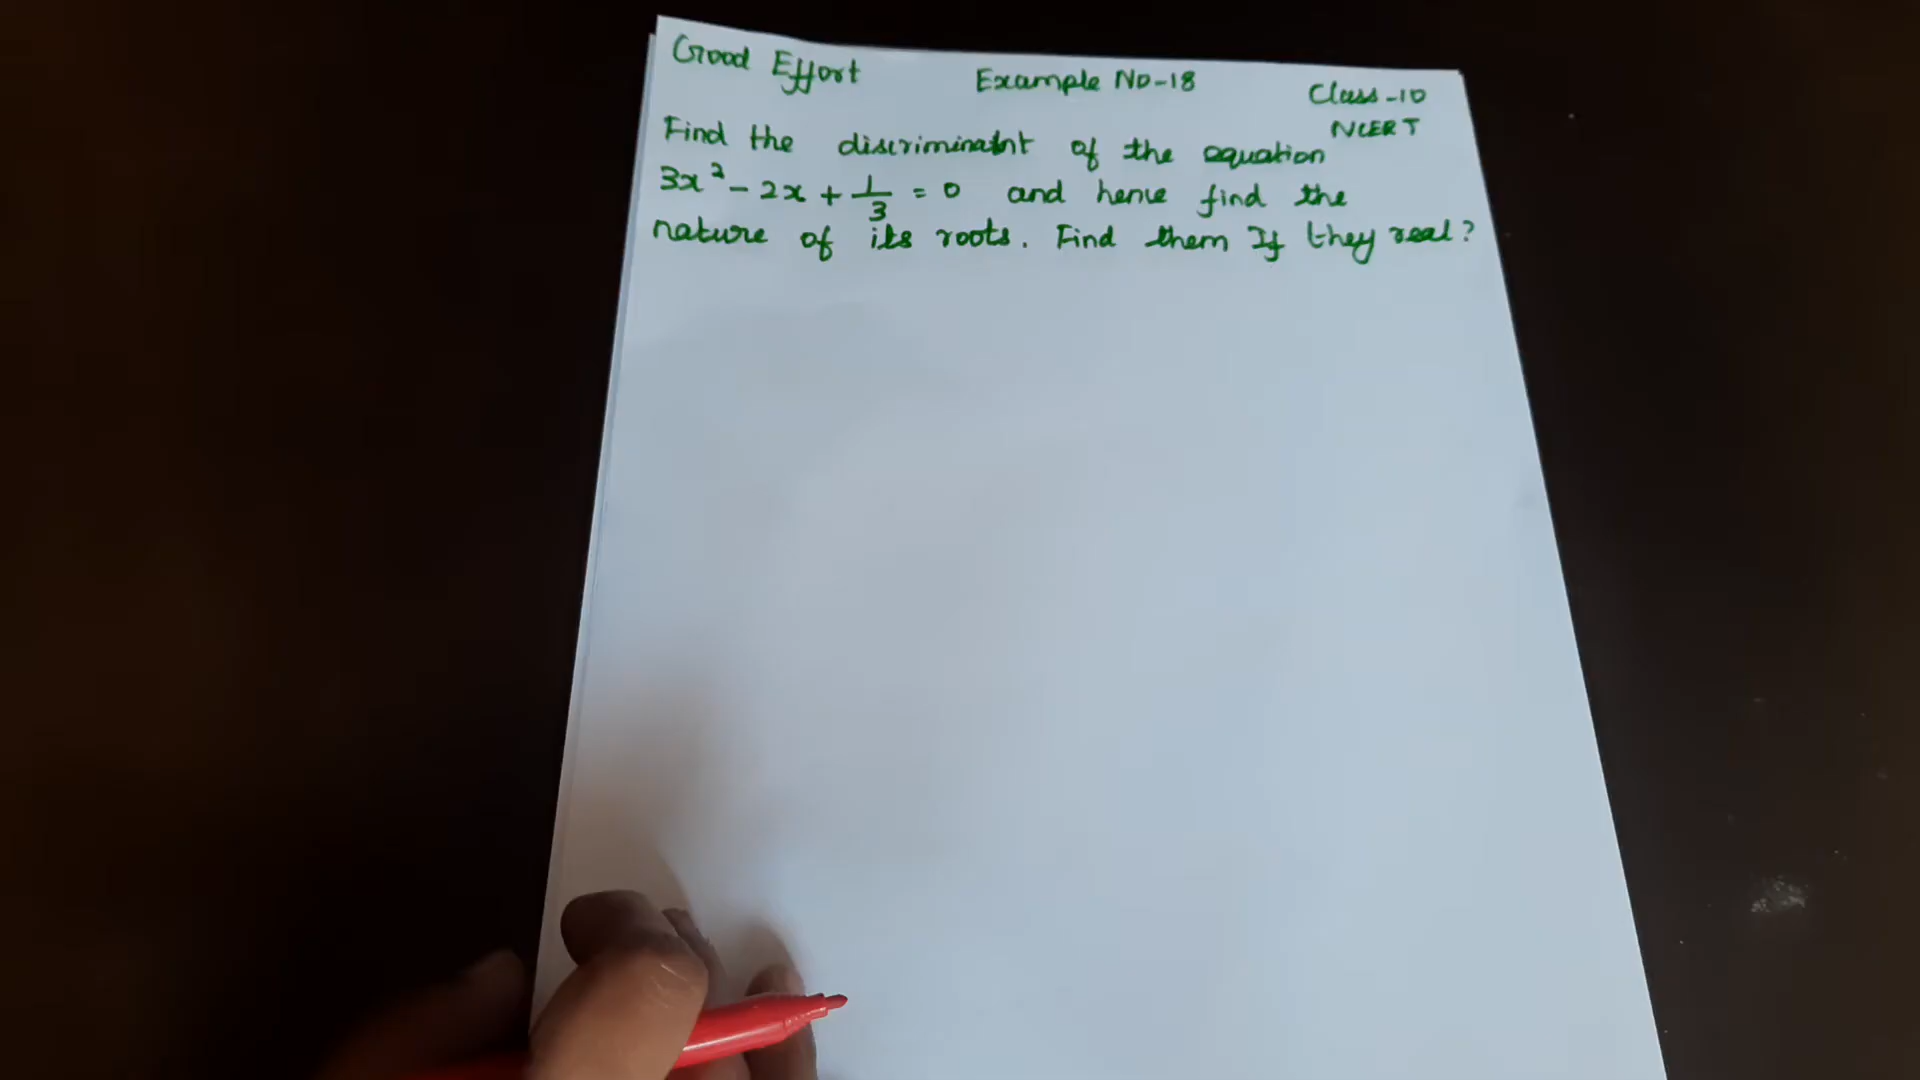 Good Effort Example No-18 Class-10
NCERT
Find the discriminant of the equation
3x² - 2x + 1/3 = 0 and hence find the
nature of its roots. Find them If they real?